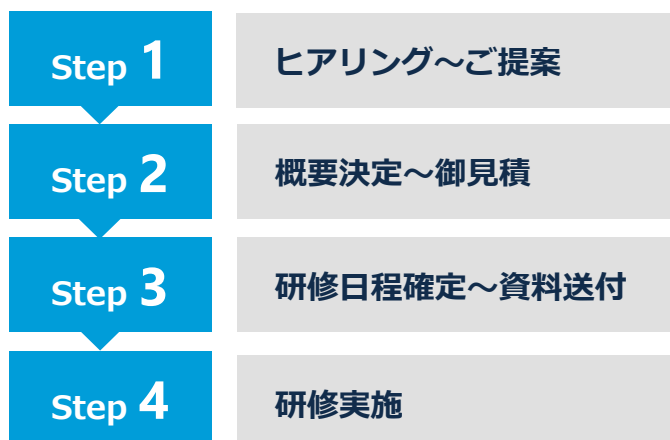 Step 1
ヒアリング～ご提案
Step 2
概要決定～御見積
Step 3
研修日程確定～資料送付
Step 4
研修実施